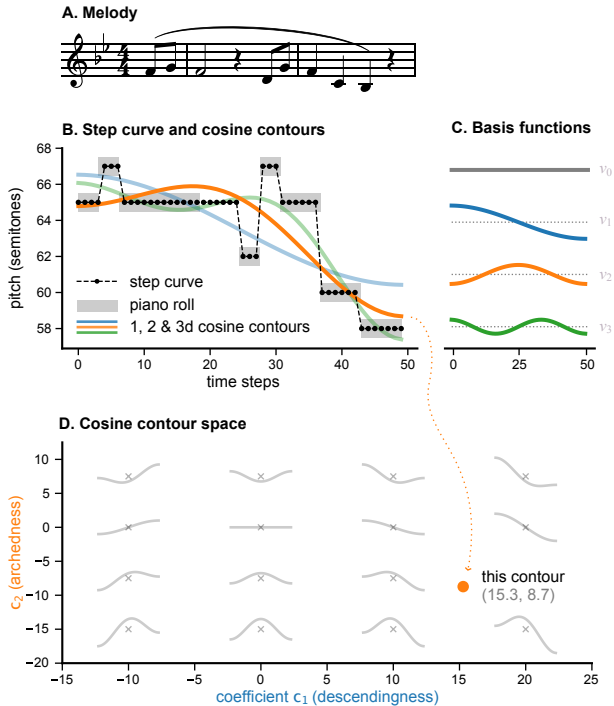 A. Melody
4
4
B. Step curve and cosine contours
C. Basis functions
68
66
64
62
60
58
pitch (semitones)
step curve
piano roll
1, 2 & 3d cosine contours
0 10 20 30 40 50
time steps
v₀
v₁
v₂
v₃
0 25 50
D. Cosine contour space
10
5
0
−5
−10
−15
−20
c₂ (archedness)
this contour
(15.3, 8.7)
−15 −10 −5 0 5 10 15 20 25
coefficient c₁ (descendingness)